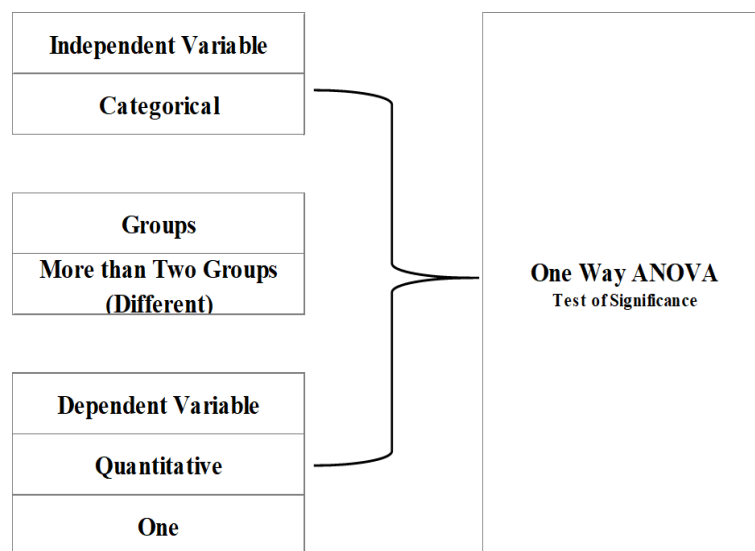 Independent Variable
Categorical
Groups
More than Two Groups
(Different)
Dependent Variable
Quantitative
One
One Way ANOVA
Test of Significance